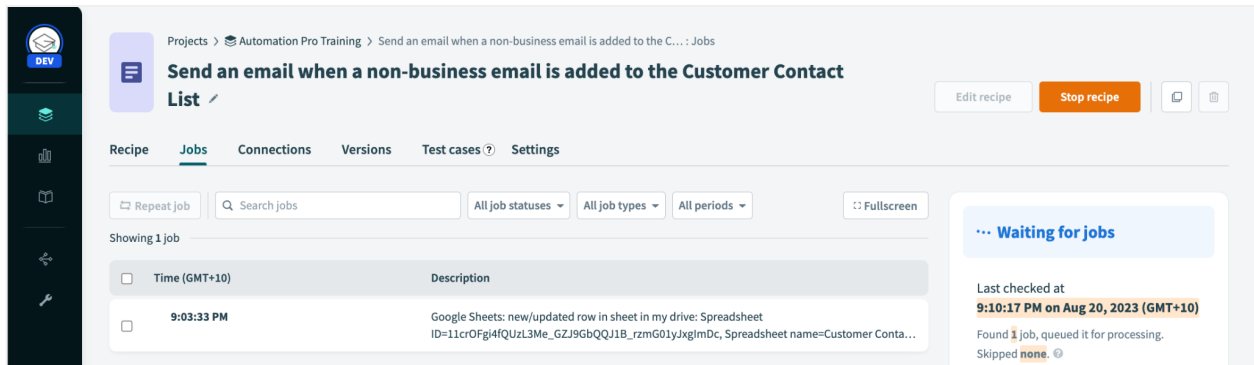 DEV
Projects > Automation Pro Training > Send an email when a non-business email is added to the C... : Jobs
Send an email when a non-business email is added to the Customer Contact
List
Edit recipe
Stop recipe
Recipe
Jobs
Connections
Versions
Test cases ?
Settings
Repeat job
Search jobs
All job statuses
All job types
All periods
Fullscreen
Showing 1 job
Time (GMT+10)
Description
9:03:33 PM
Google Sheets: new/updated row in sheet in my drive: Spreadsheet
ID=11crOFgi4fQUzL3Me_GZJ9GbQQJ1B_rzmG01yJxgImDc, Spreadsheet name=Customer Conta...
··· Waiting for jobs
Last checked at
9:10:17 PM on Aug 20, 2023 (GMT+10)
Found 1 job, queued it for processing.
Skipped none. ?